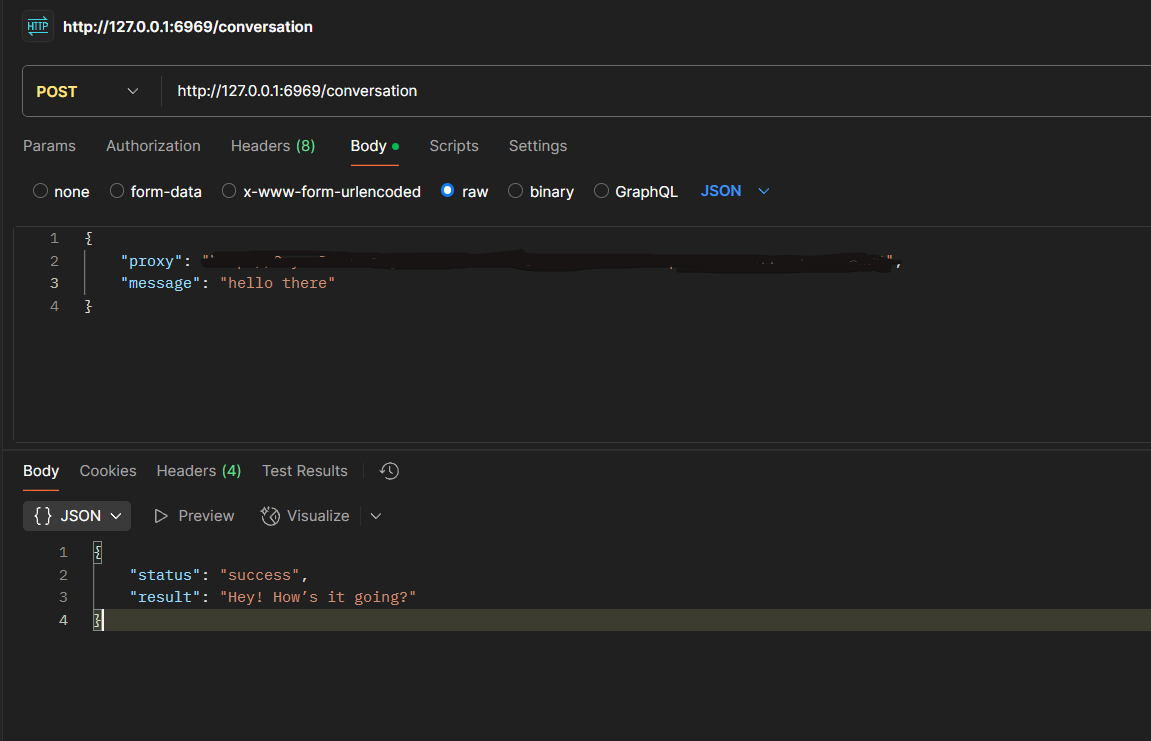 HTTP http://127.0.0.1:6969/conversation
POST http://127.0.0.1:6969/conversation
Params Authorization Headers (8) Body Scripts Settings
none form-data x-www-form-urlencoded raw binary GraphQL JSON
1 {
2 "proxy": "",
3 "message": "hello there"
4 }
Body Cookies Headers (4) Test Results
{} JSON Preview Visualize
1 {
2 "status": "success",
3 "result": "Hey! How’s it going?"
4 }